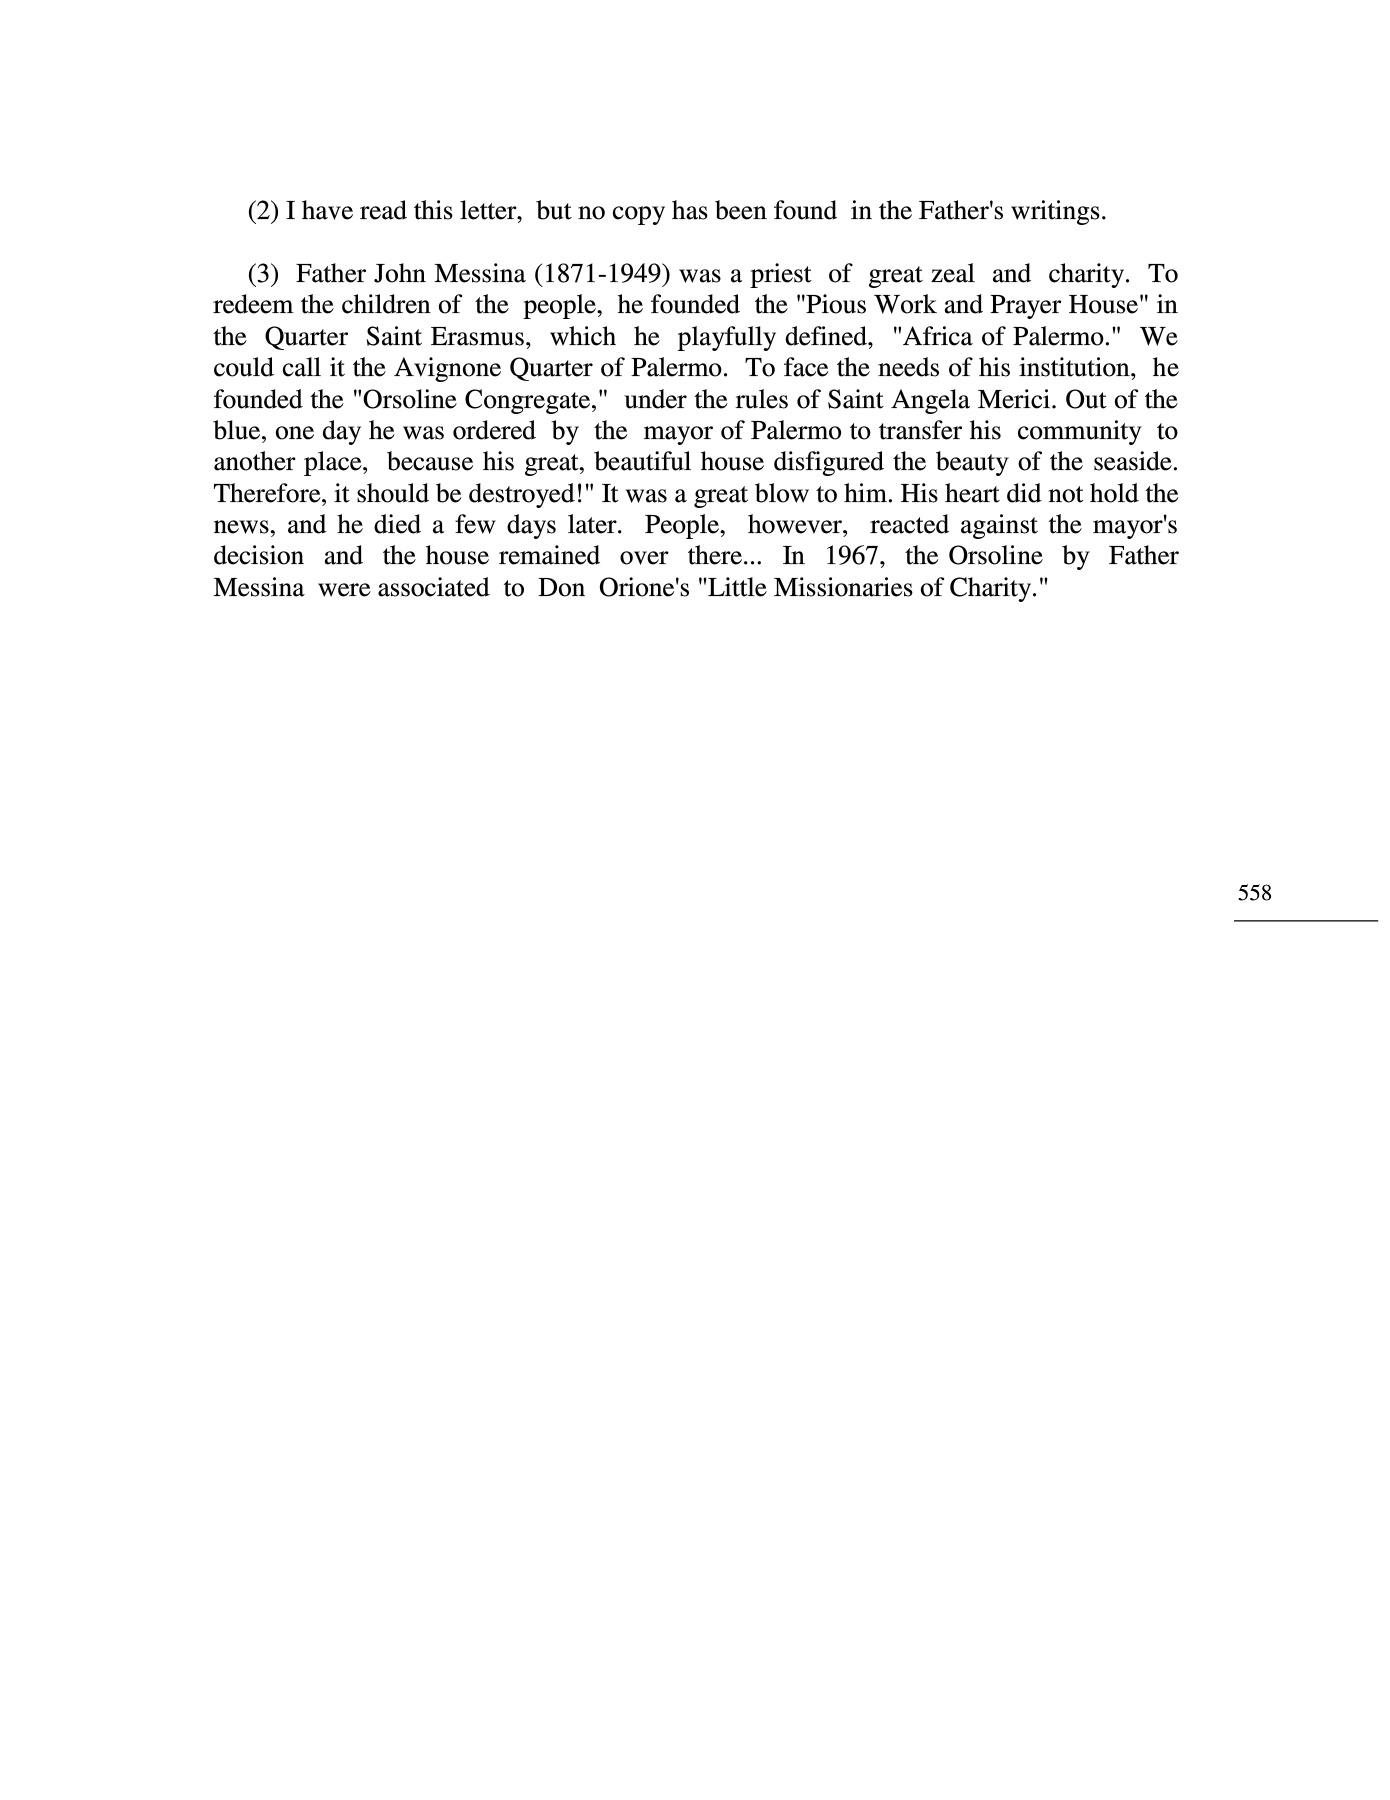 (2) I have read this letter, but no copy has been found in the Father's writings.
(3) Father John Messina (1871-1949) was a priest of great zeal and charity. To
redeem the children of the people, he founded the "Pious Work and Prayer House" in
the Quarter Saint Erasmus, which he playfully defined, "Africa of Palermo." We
could call it the Avignone Quarter of Palermo. To face the needs of his institution, he
founded the "Orsoline Congregate," under the rules of Saint Angela Merici. Out of the
blue, one day he was ordered by the mayor of Palermo to transfer his community to
another place, because his great, beautiful house disfigured the beauty of the seaside.
Therefore, it should be destroyed!" It was a great blow to him. His heart did not hold the
news, and he died a few days later. People, however, reacted against the mayor's
decision and the house remained over there... In 1967, the Orsoline by Father
Messina were associated to Don Orione's "Little Missionaries of Charity."
558